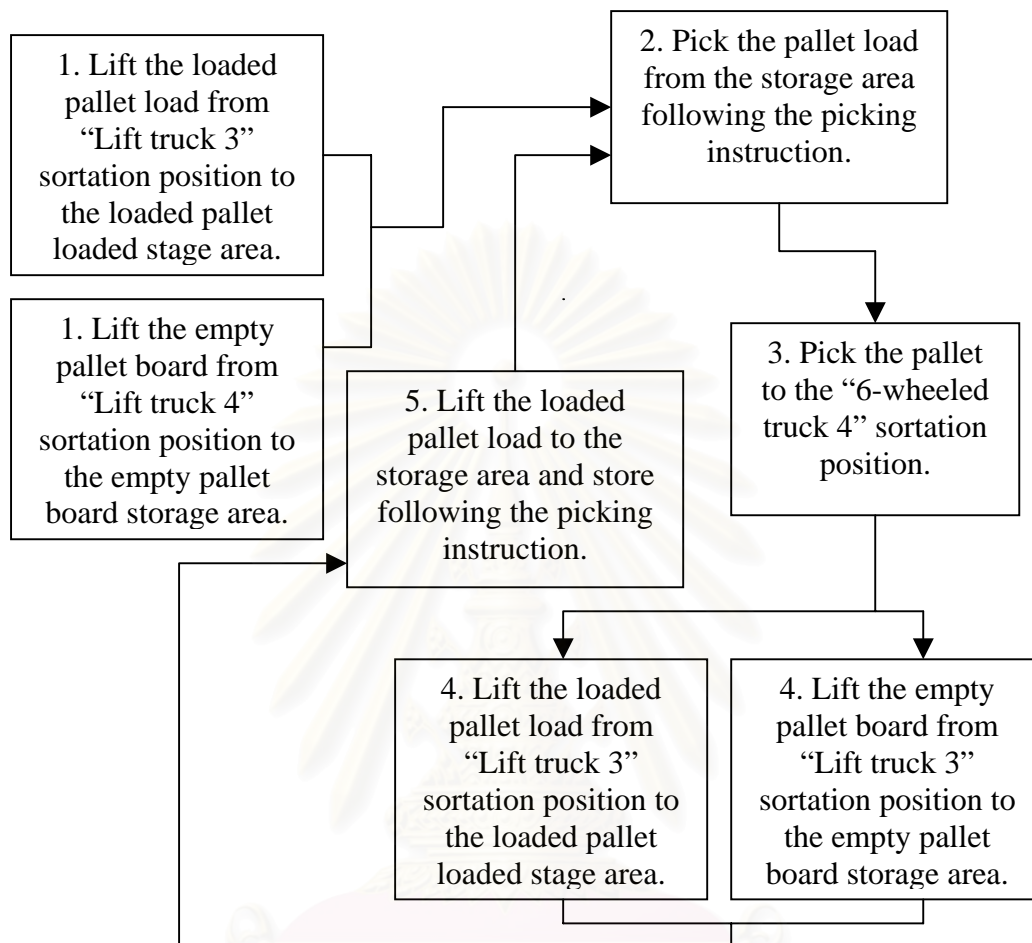 1. Lift the loaded
pallet load from
“Lift truck 3”
sortation position to
the loaded pallet
loaded stage area.
1. Lift the empty
pallet board from
“Lift truck 4”
sortation position to
the empty pallet
board storage area.
2. Pick the pallet load
from the storage area
following the picking
instruction.
3. Pick the pallet
to the “6-wheeled
truck 4” sortation
position.
5. Lift the loaded
pallet load to the
storage area and store
following the picking
instruction.
4. Lift the loaded
pallet load from
“Lift truck 3”
sortation position to
the loaded pallet
loaded stage area.
4. Lift the empty
pallet board from
“Lift truck 3”
sortation position to
the empty pallet
board storage area.